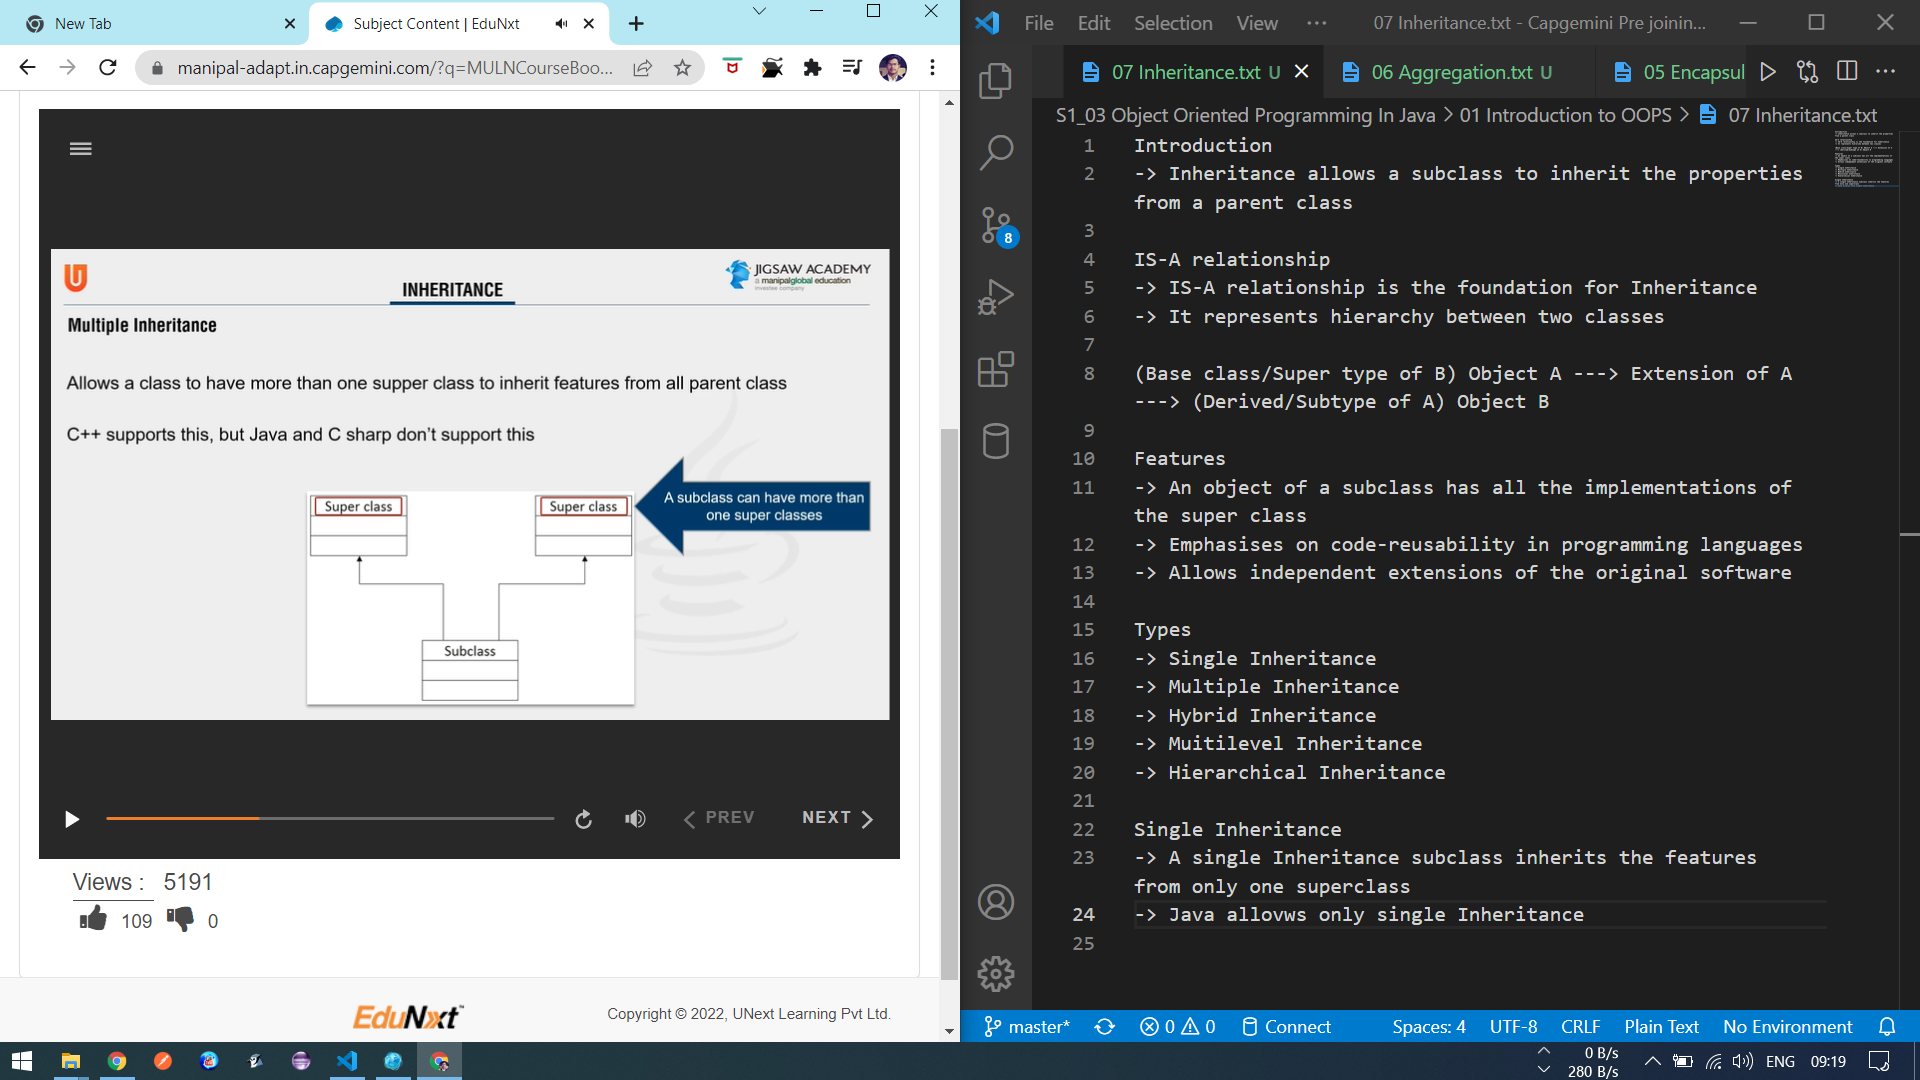 New Tab
Subject Content | EduNxt
manipal-adapt.in.capgemini.com/?q=MULNCourseBoo...
JIGSAW ACADEMY
a manipalglobal education
investee company
INHERITANCE
Multiple Inheritance
Allows a class to have more than one supper class to inherit features from all parent class
C++ supports this, but Java and C sharp don't support this
Super class
Super class
A subclass can have more than
one super classes
Subclass
PREV
NEXT
Views : 5191
109 0
EduNxt™
Copyright © 2022, UNext Learning Pvt Ltd.
File Edit Selection View ··· 07 Inheritance.txt - Capgemini Pre joinin...
07 Inheritance.txt U
06 Aggregation.txt U
05 Encapsul
S1_03 Object Oriented Programming In Java > 01 Introduction to OOPS > 07 Inheritance.txt
8
1 Introduction
2 -> Inheritance allows a subclass to inherit the properties
from a parent class
3
4 IS-A relationship
5 -> IS-A relationship is the foundation for Inheritance
6 -> It represents hierarchy between two classes
7
8 (Base class/Super type of B) Object A ---> Extension of A
---> (Derived/Subtype of A) Object B
9
10 Features
11 -> An object of a subclass has all the implementations of
the super class
12 -> Emphasises on code-reusability in programming languages
13 -> Allows independent extensions of the original software
14
15 Types
16 -> Single Inheritance
17 -> Multiple Inheritance
18 -> Hybrid Inheritance
19 -> Muitilevel Inheritance
20 -> Hierarchical Inheritance
21
22 Single Inheritance
23 -> A single Inheritance subclass inherits the features
from only one superclass
24 -> Java allovws only single Inheritance
25
master* 0 0 Connect Spaces: 4 UTF-8 CRLF Plain Text No Environment
0 B/s
280 B/s
ENG 09:19